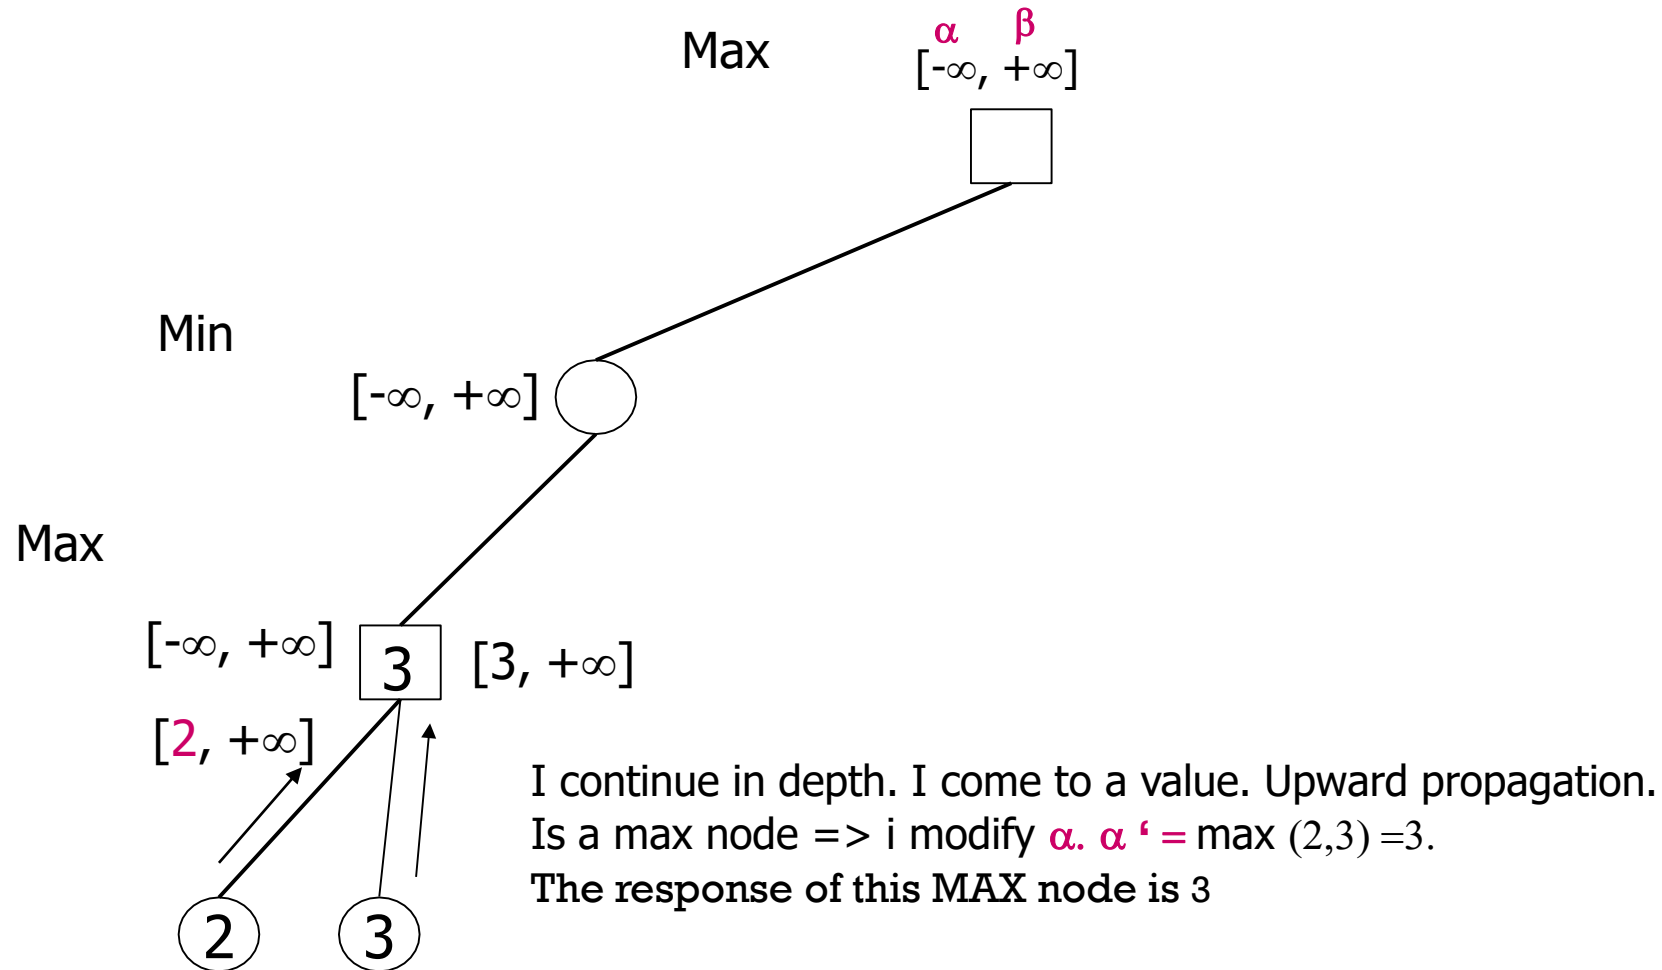 α β
Max [-∞, +∞]
Min
[-∞, +∞]
Max
[-∞, +∞] 3 [3, +∞]
[2, +∞]
I continue in depth. I come to a value. Upward propagation.
Is a max node => i modify α. α ‘ = max (2,3) =3.
The response of this MAX node is 3
2 3